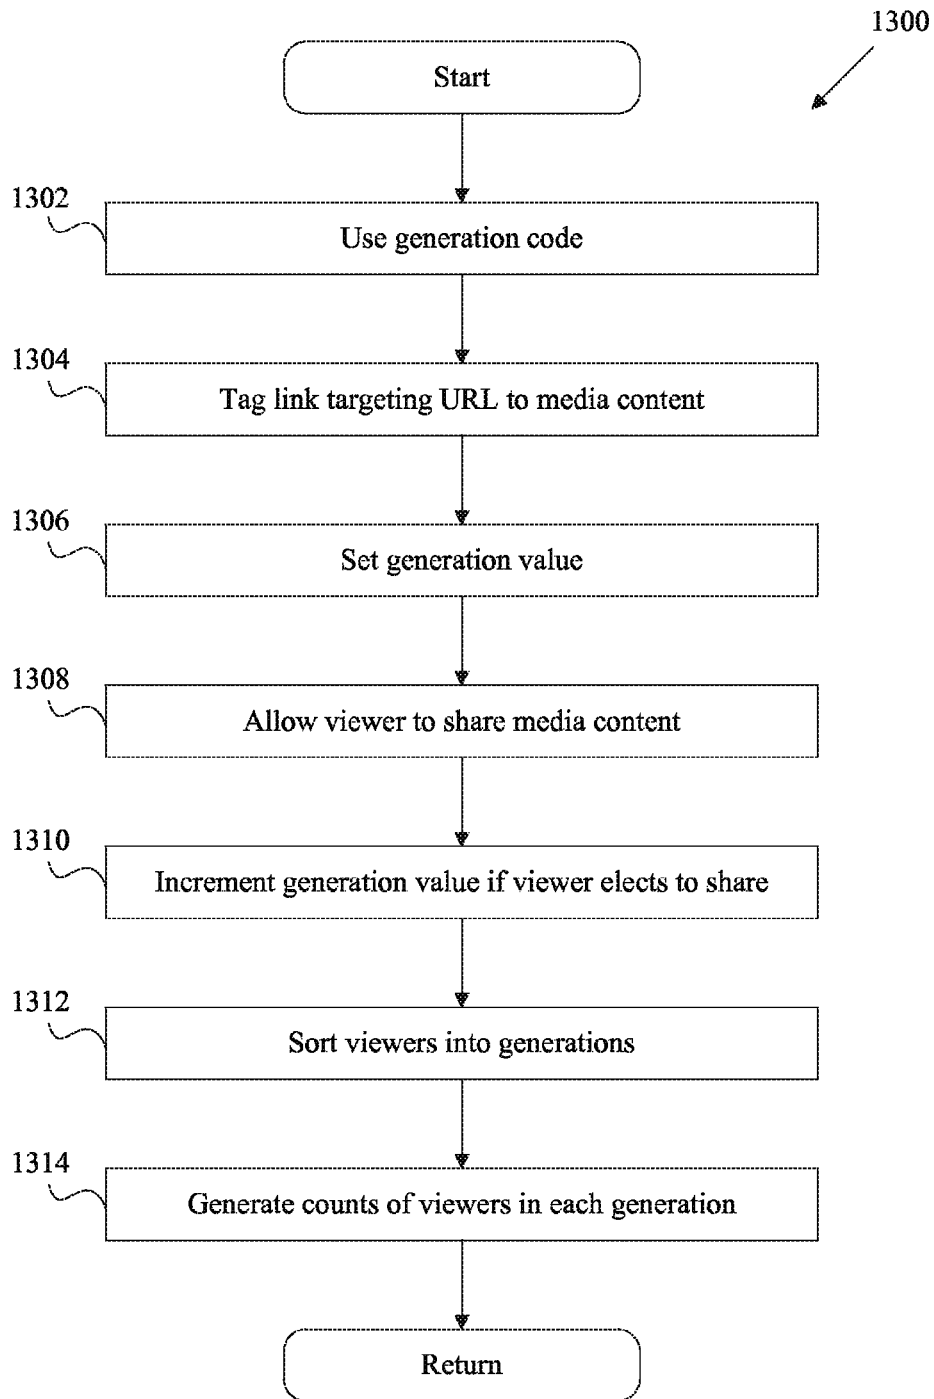 1300
Start
1302
Use generation code
1304
Tag link targeting URL to media content
1306
Set generation value
1308
Allow viewer to share media content
1310
Increment generation value if viewer elects to share
1312
Sort viewers into generations
1314
Generate counts of viewers in each generation
Return